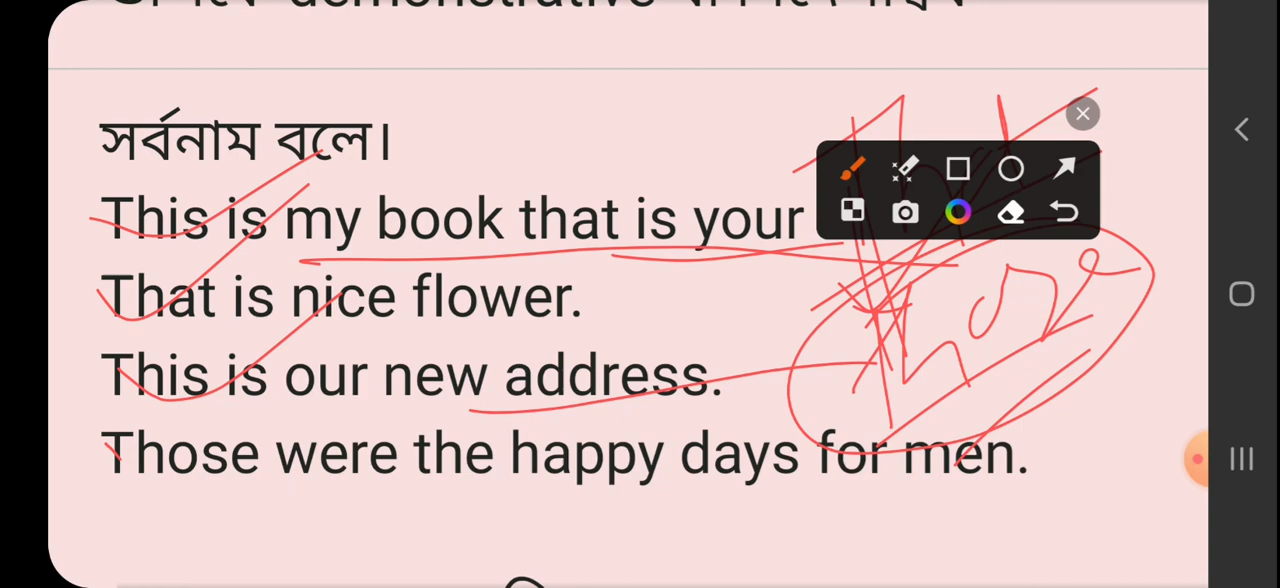 demonstrative
সর্বনাম বলে।
This is my book that is your
That is nice flower.
This is our new address.
Those were the happy days for men.